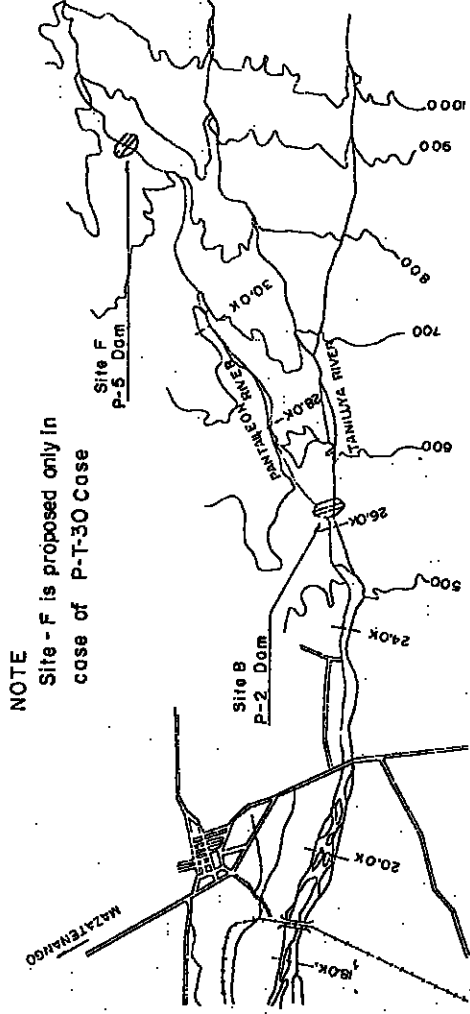 NOTE
Site-F is proposed only in
case of P-T-30 Case
Site F
P-5 Dam
Site B
P-2 Dam
MAZATENANGO
PANTALEON RIVER
TANILUYA RIVER
18.0K
20.0K
24.0K
26.0K
28.0K
30.0K
500
600
700
800
900
1000